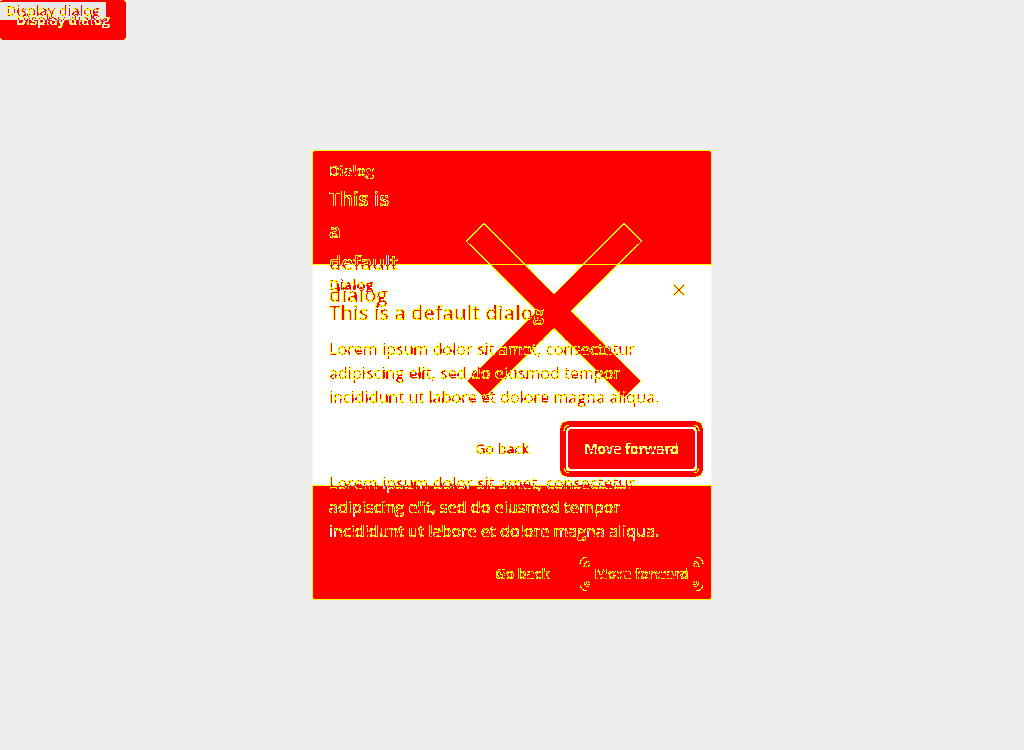 Display dialog
Display dialog
Dialog
This is
a
default
dialog
Dialog
This is a default dialog
Lorem ipsum dolor sit amet, consectetur
adipiscing elit, sed do eiusmod tempor
incididunt ut labore et dolore magna aliqua.
Go back
Move forward
Lorem ipsum dolor sit amet, consectetur
adipiscing elit, sed do eiusmod tempor
incididunt ut labore et dolore magna aliqua.
Go back
Move forward